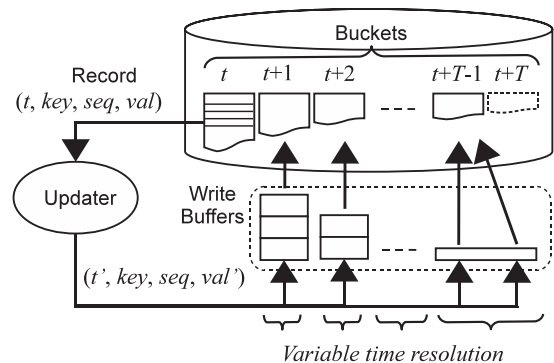 Buckets
t t+1 t+2 t+T-1 t+T
Record
(t, key, seq, val)
Updater
Write
Buffers
(t', key, seq, val')
Variable time resolution